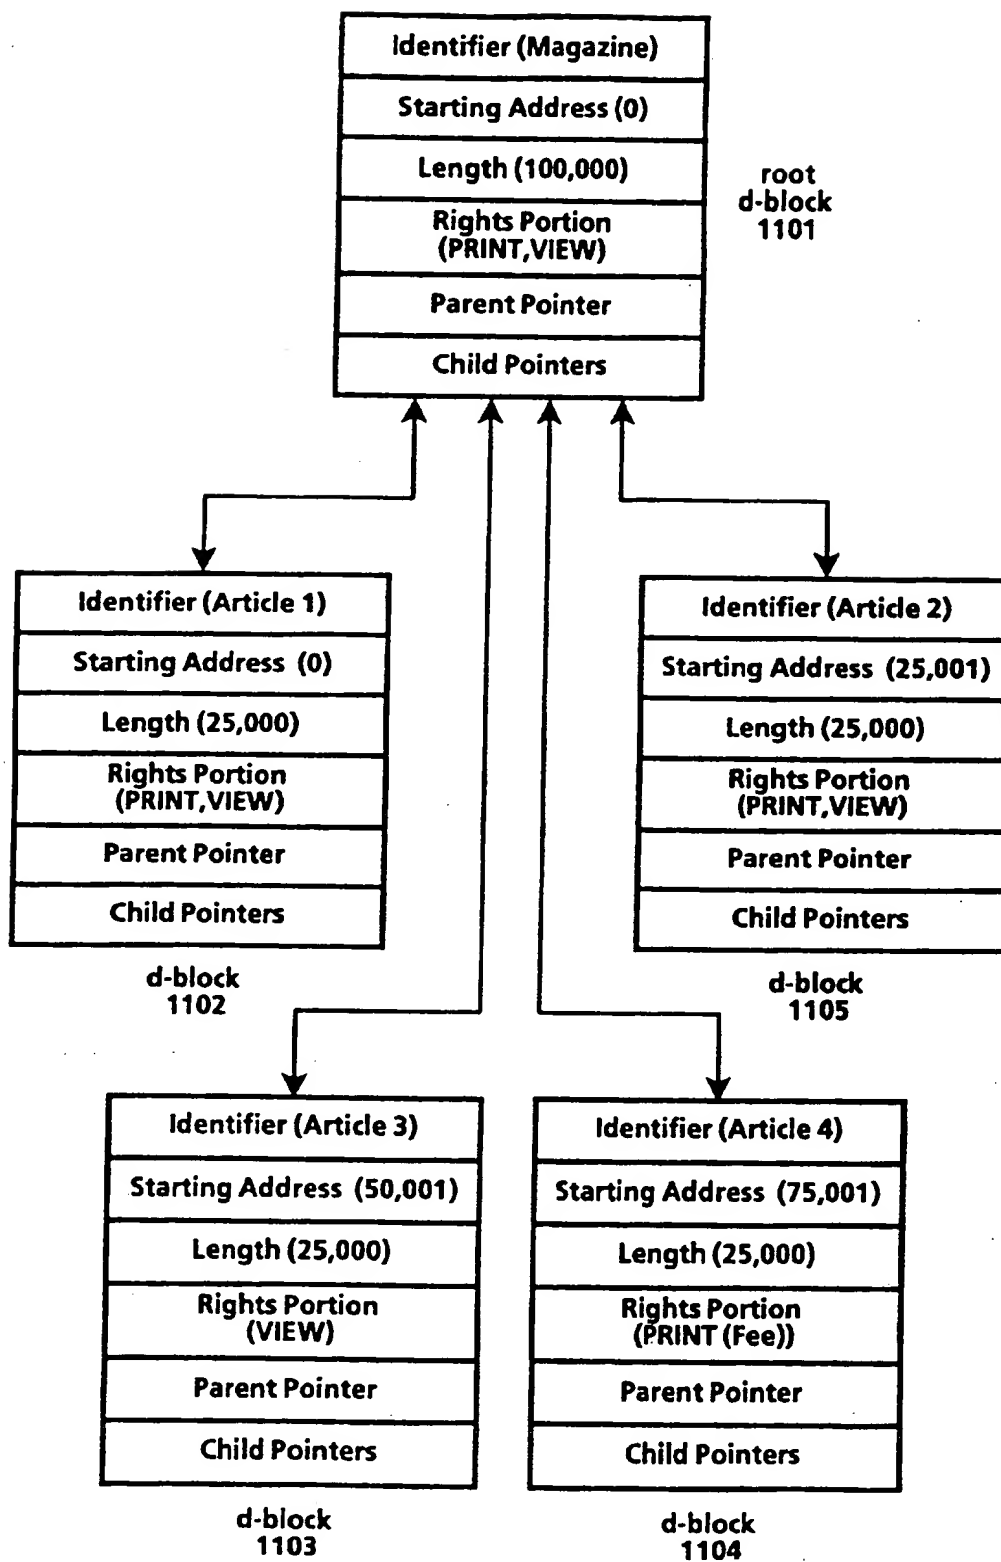 Identifier (Magazine)
Starting Address (0)
Length (100,000)
Rights Portion
(PRINT,VIEW)
Parent Pointer
Child Pointers
root
d-block
1101
Identifier (Article 1)
Starting Address (0)
Length (25,000)
Rights Portion
(PRINT,VIEW)
Parent Pointer
Child Pointers
d-block
1102
Identifier (Article 2)
Starting Address (25,001)
Length (25,000)
Rights Portion
(PRINT,VIEW)
Parent Pointer
Child Pointers
d-block
1105
Identifier (Article 3)
Starting Address (50,001)
Length (25,000)
Rights Portion
(VIEW)
Parent Pointer
Child Pointers
d-block
1103
Identifier (Article 4)
Starting Address (75,001)
Length (25,000)
Rights Portion
(PRINT (Fee))
Parent Pointer
Child Pointers
d-block
1104